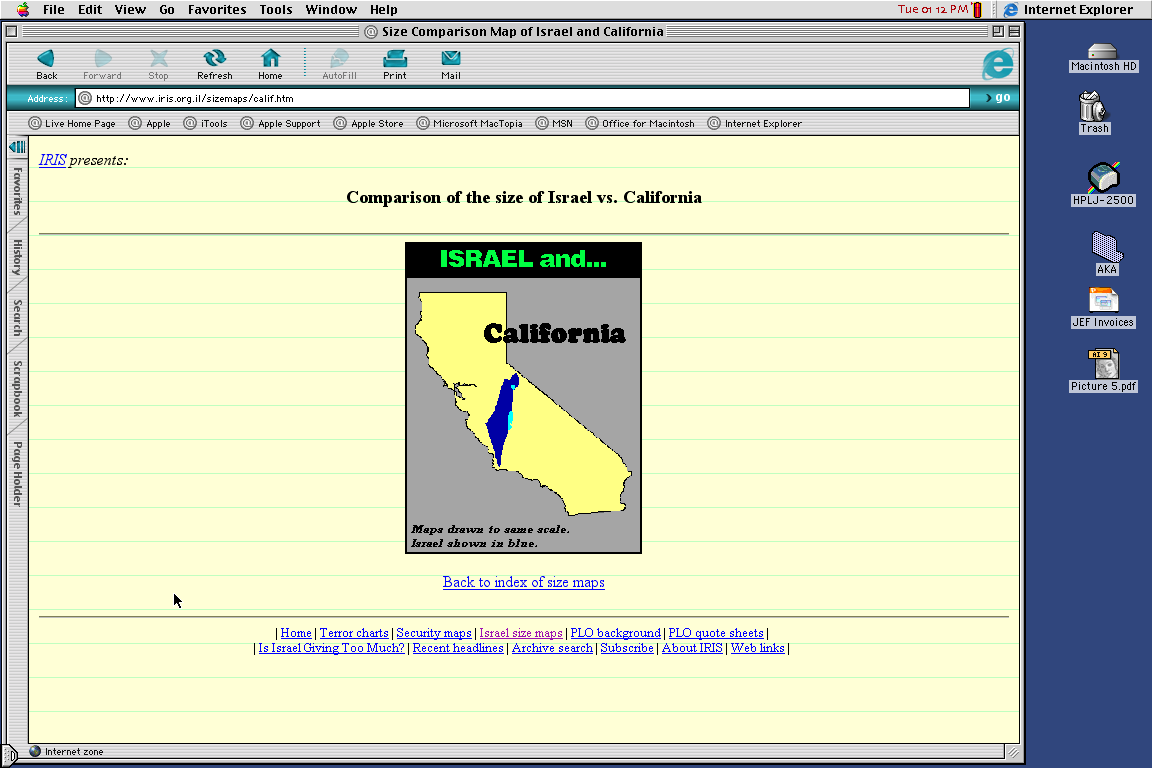 File Edit View Go Favorites Tools Window Help Tue 01 12 PM Internet Explorer
@ Size Comparison Map of Israel and California
Back Forward Stop Refresh Home AutoFill Print Mail
Address: @ http://www.iris.org.il/sizemaps/calif.htm go
@ Live Home Page @ Apple @ iTools @ Apple Support @ Apple Store @ Microsoft MacTopia @ MSN @ Office for Macintosh @ Internet Explorer
Favorites
History
Search
Scrapbook
Page Holder
IRIS presents:
Comparison of the size of Israel vs. California
ISRAEL and...
California
Maps drawn to same scale.
Israel shown in blue.
Back to index of size maps
| Home | Terror charts | Security maps | Israel size maps | PLO background | PLO quote sheets |
| Is Israel Giving Too Much? | Recent headlines | Archive search | Subscribe | About IRIS | Web links |
Internet zone
Macintosh HD
Trash
HPLJ-2500
AKA
JEF Invoices
AI 9
Picture 5.pdf